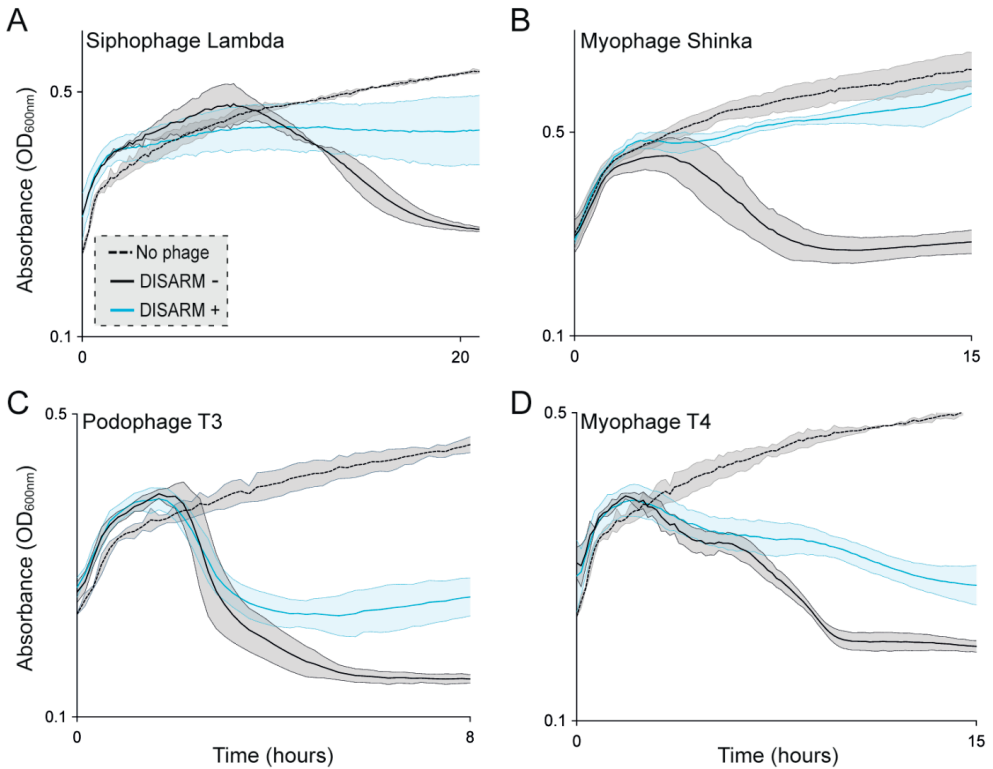 A
Siphophage Lambda
0.5
Absorbance (OD600nm)
No phage
DISARM -
DISARM +
0.1
0
20
B
Myophage Shinka
0.5
0.1
0
15
C
0.5
Podophage T3
Absorbance (OD600nm)
0.1
0
8
Time (hours)
D
0.5
Myophage T4
0.1
0
15
Time (hours)